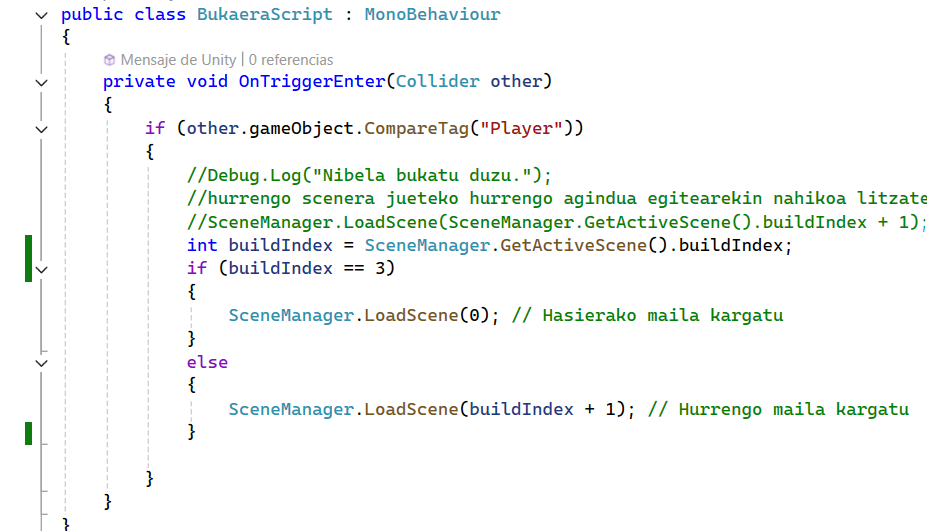 public class BukaeraScript : MonoBehaviour
{
Mensaje de Unity | 0 referencias
private void OnTriggerEnter(Collider other)
{
if (other.gameObject.CompareTag("Player"))
{
//Debug.Log("Nibela bukatu duzu.");
//hurrengo scenera jueteko hurrengo agindua egitearekin nahikoa litzate
//SceneManager.LoadScene(SceneManager.GetActiveScene().buildIndex + 1);
int buildIndex = SceneManager.GetActiveScene().buildIndex;
if (buildIndex == 3)
{
SceneManager.LoadScene(0); // Hasierako maila kargatu
}
else
{
SceneManager.LoadScene(buildIndex + 1); // Hurrengo maila kargatu
}
}
}
}